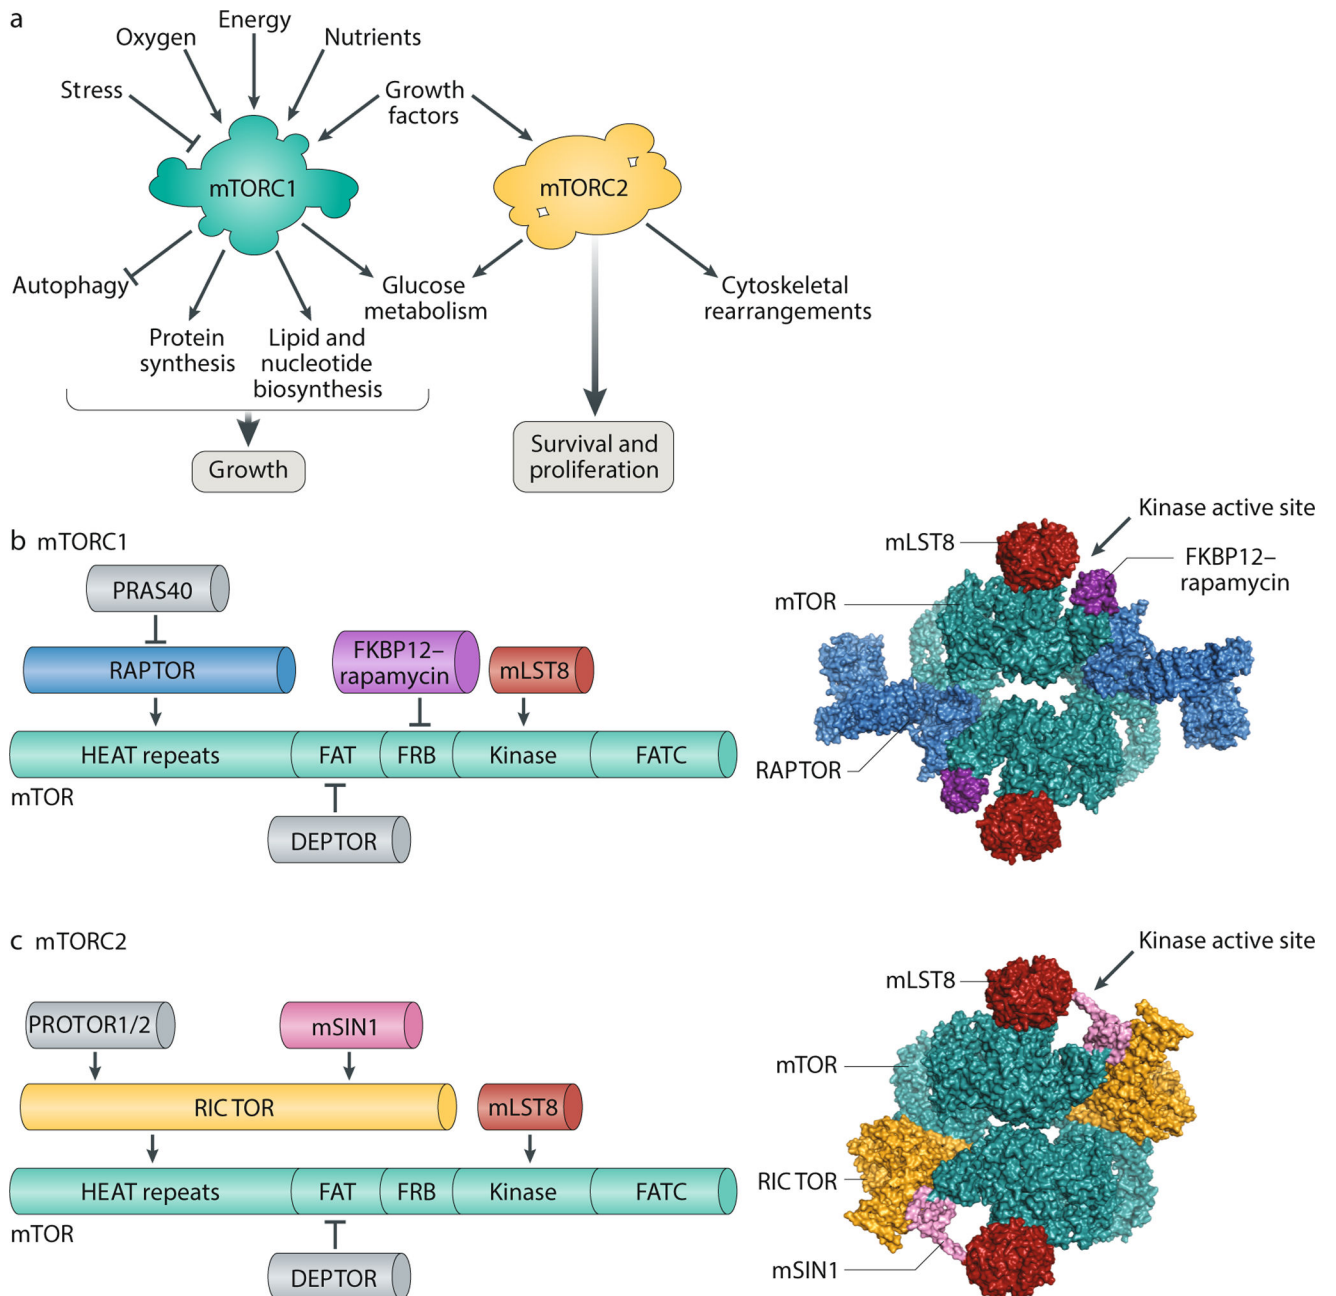 a
Energy
Oxygen
Nutrients
Stress
Growth
factors
mTORC1
mTORC2
Autophagy
Glucose
metabolism
Cytoskeletal
rearrangements
Protein
synthesis
Lipid and
nucleotide
biosynthesis
Growth
Survival and
proliferation
b mTORC1
PRAS40
RAPTOR
FKBP12–
rapamycin
mLST8
HEAT repeats
FAT
FRB
Kinase
FATC
mTOR
DEPTOR
Kinase active site
mLST8
FKBP12–
rapamycin
mTOR
RAPTOR
c mTORC2
PROTOR1/2
mSIN1
RICTOR
mLST8
HEAT repeats
FAT
FRB
Kinase
FATC
mTOR
DEPTOR
Kinase active site
mLST8
mTOR
RICTOR
mSIN1